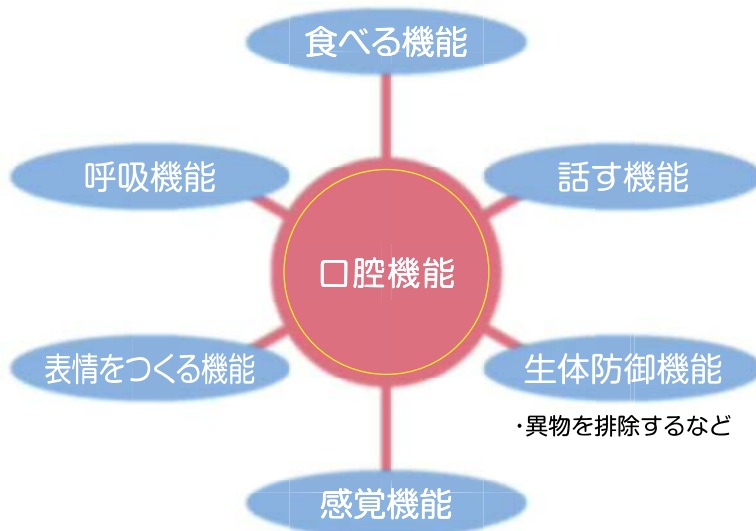 食べる機能
呼吸機能
話す機能
口腔機能
表情をつくる機能
生体防御機能
・異物を排除するなど
感覚機能